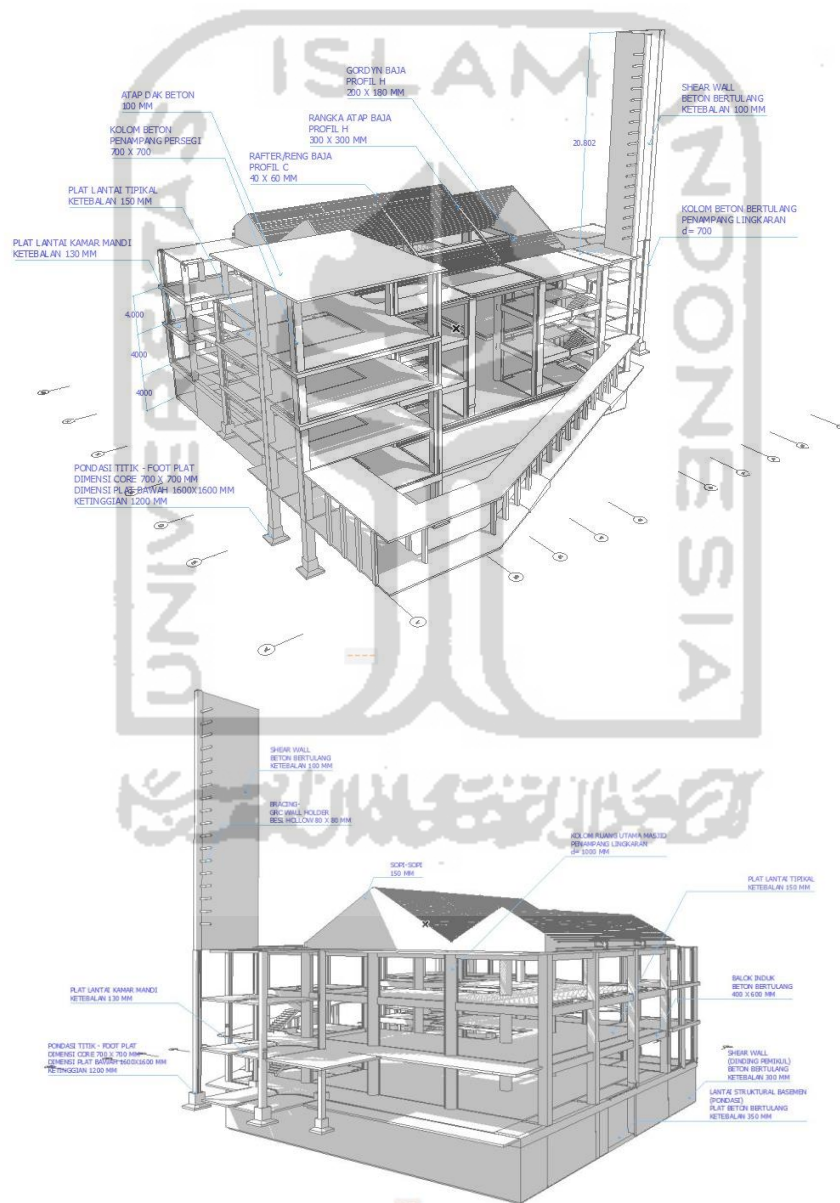 ISLAM
UNIVERSITAS
INDONESIA
GORDYN BAJA
PROFIL H
200 X 180 MM
ATAP DAK BETON
100 MM
SHEAR WALL
BETON BERTULANG
KETEBALAN 100 MM
RANGKA ATAP BAJA
PROFIL H
300 X 300 MM
KOLOM BETON
PENAMPANG PERSEGI
700 X 700
20.802
RAFTER/RENG BAJA
PROFIL C
40 X 60 MM
PLAT LANTAI TIPIKAL
KETEBALAN 150 MM
KOLOM BETON BERTULANG
PENAMPANG LINGKARAN
d= 700
PLAT LANTAI KAMAR MANDI
KETEBALAN 130 MM
4.000
4000
4000
PONDASI TITIK - FOOT PLAT
DIMENSI CORE 700 X 700 MM
DIMENSI PLAT BAWAH 1600X1600 MM
KETINGGIAN 1200 MM
SHEAR WALL
BETON BERTULANG
KETEBALAN 100 MM
BRACING-
GRC WALL HOLDER
BESI HOLLOW 80 X 80 MM
KOLOM RUANG UTAMA MASJID
PENAMPANG LINGKARAN
d= 1000 MM
SOPI-SOPI
150 MM
PLAT LANTAI TIPIKAL
KETEBALAN 150 MM
PLAT LANTAI KAMAR MANDI
KETEBALAN 130 MM
BALOK INDUK
BETON BERTULANG
400 X 600 MM
PONDASI TITIK - FOOT PLAT
DIMENSI CORE 700 X 700 MM
DIMENSI PLAT BAWAH 1600X1600 MM
KETINGGIAN 1200 MM
SHEAR WALL
(DINDING PEMIKUL)
BETON BERTULANG
KETEBALAN 300 MM
LANTAI STRUKTURAL BASEMEN
(PONDASI)
PLAT BETON BERTULANG
KETEBALAN 350 MM